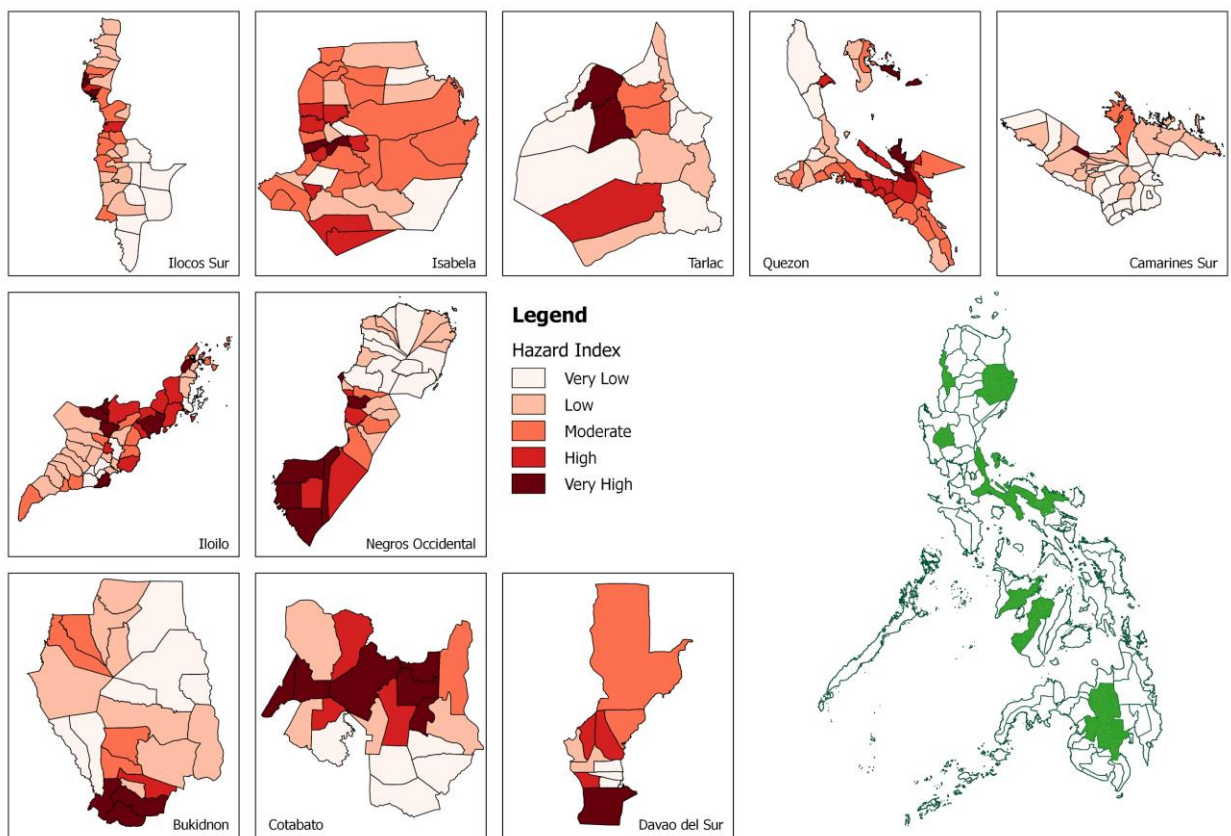 Ilocos Sur
Isabela
Tarlac
Quezon
Camarines Sur
Iloilo
Negros Occidental
Legend
Hazard Index
Very Low
Low
Moderate
High
Very High
Bukidnon
Cotabato
Davao del Sur